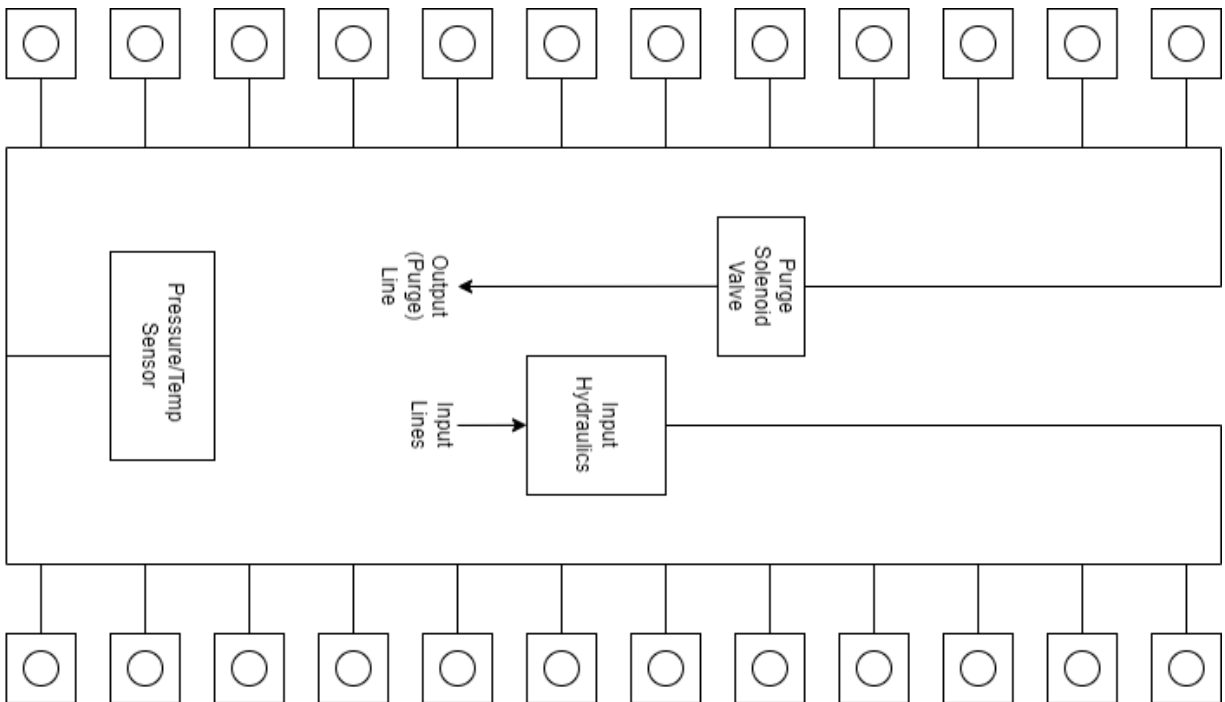 Purge
Solenoid
Valve
Output
(Purge)
Line
Input
Hydraulics
Input
Lines
Pressure/Temp
Sensor